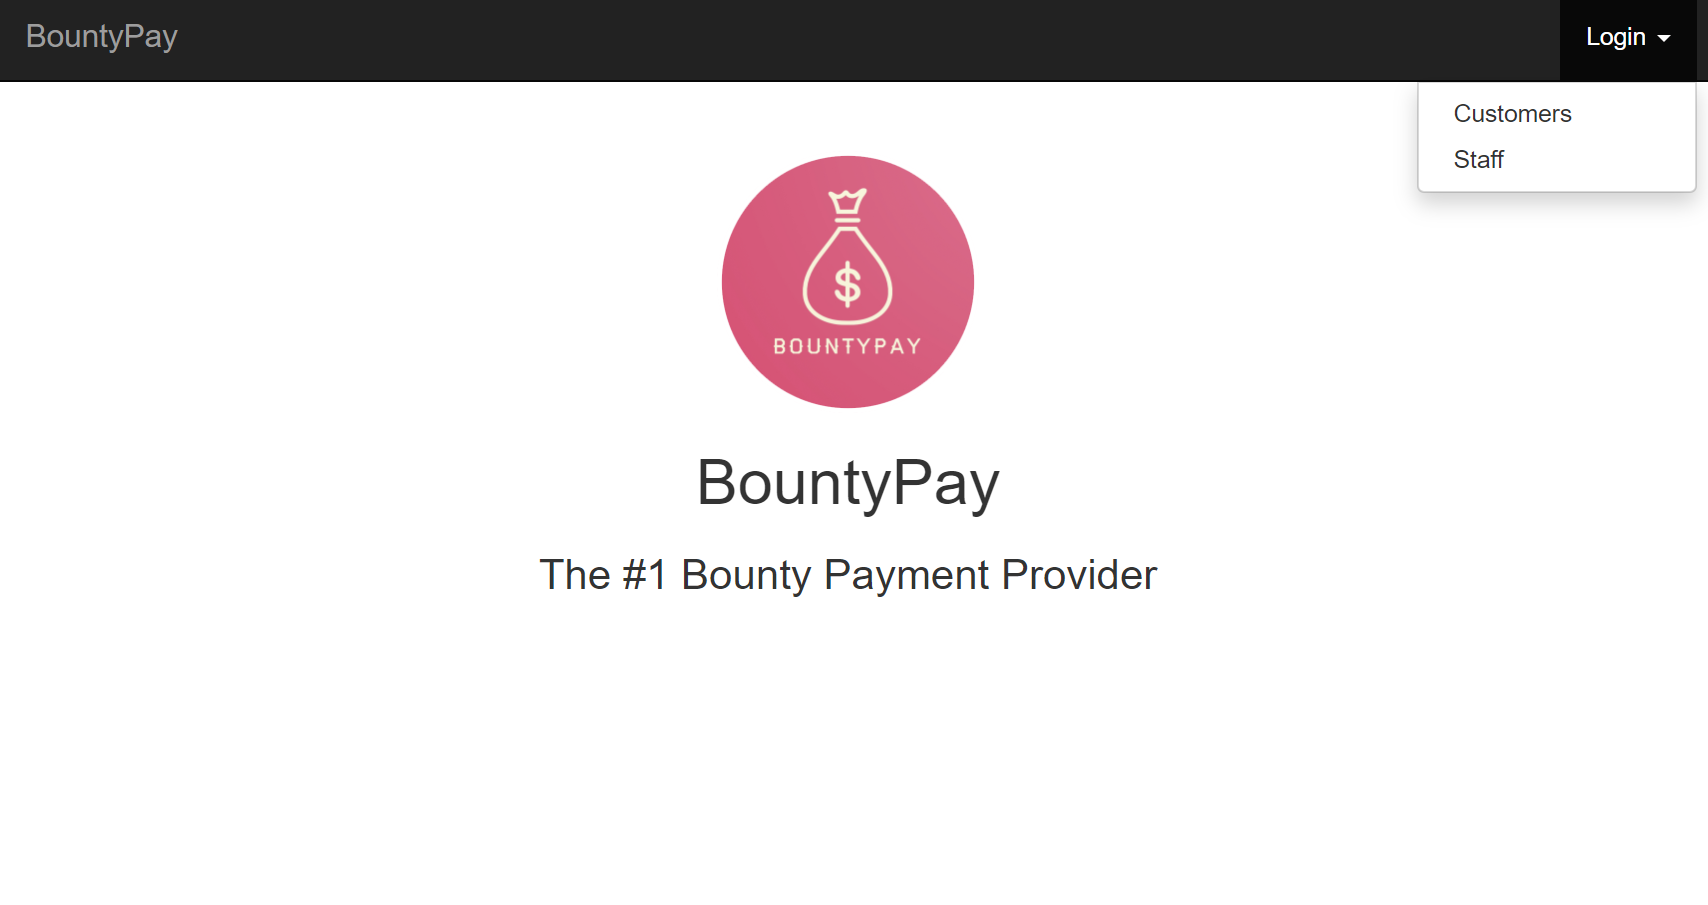 BountyPay
Login
Customers
Staff
$
BOUNTYPAY
BountyPay
The #1 Bounty Payment Provider